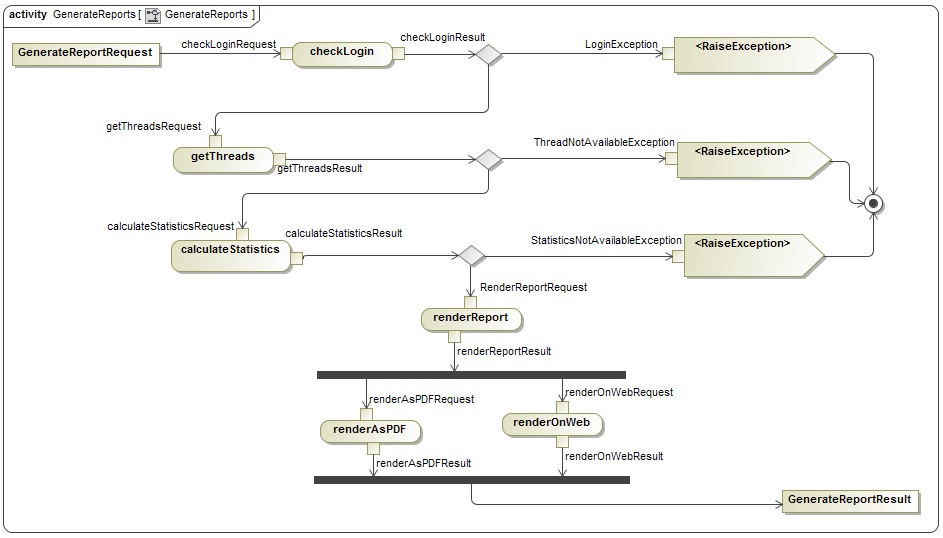 activity GenerateReports [ GenerateReports ]
GenerateReportRequest
checkLoginRequest
checkLogin
checkLoginResult
LoginException
<RaiseException>
getThreadsRequest
getThreads
getThreadsResult
ThreadNotAvailableException
<RaiseException>
calculateStatisticsRequest
calculateStatistics
calculateStatisticsResult
StatisticsNotAvailableException
<RaiseException>
RenderReportRequest
renderReport
renderReportResult
renderAsPDFRequest
renderOnWebRequest
renderAsPDF
renderOnWeb
renderAsPDFResult
renderOnWebResult
GenerateReportResult